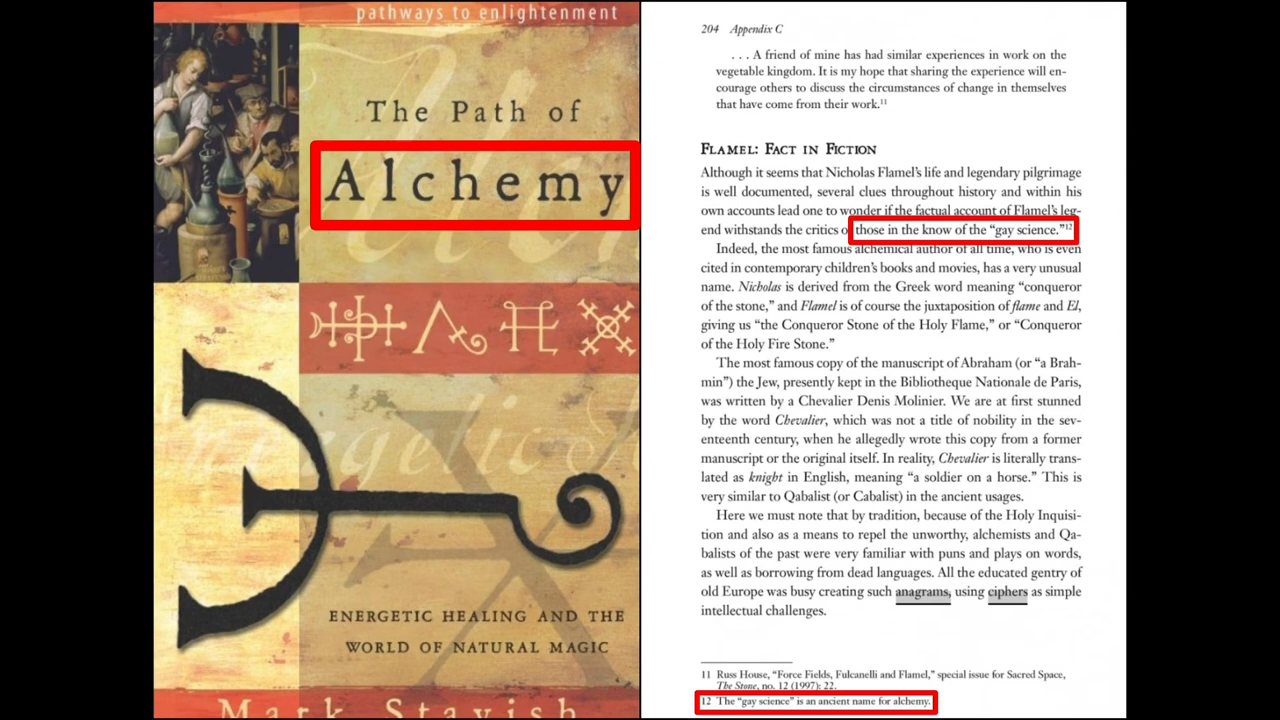 pathways to enlightenment
The Path of
Alchemy
ENERGETIC HEALING AND THE
WORLD OF NATURAL MAGIC
Mark Stavish
204 Appendix C
. . . A friend of mine has had similar experiences in work on the
vegetable kingdom. It is my hope that sharing the experience will en-
courage others to discuss the circumstances of change in themselves
that have come from their work.11
FLAMEL: FACT IN FICTION
Although it seems that Nicholas Flamel's life and legendary pilgrimage
is well documented, several clues throughout history and within his
own accounts lead one to wonder if the factual account of Flamel's leg-
end withstands the critics o those in the know of the “gay science.”12
Indeed, the most famous alchemical author of all time, who is even
cited in contemporary children's books and movies, has a very unusual
name. Nicholas is derived from the Greek word meaning “conqueror
of the stone,” and Flamel is of course the juxtaposition of flame and El,
giving us “the Conqueror Stone of the Holy Flame,” or “Conqueror
of the Holy Fire Stone.”
The most famous copy of the manuscript of Abraham (or “a Brah-
min”) the Jew, presently kept in the Bibliotheque Nationale de Paris,
was written by a Chevalier Denis Molinier. We are at first stunned
by the word Chevalier, which was not a title of nobility in the sev-
enteenth century, when he allegedly wrote this copy from a former
manuscript or the original itself. In reality, Chevalier is literally trans-
lated as knight in English, meaning “a soldier on a horse.” This is
very similar to Qabalist (or Cabalist) in the ancient usages.
Here we must note that by tradition, because of the Holy Inquisi-
tion and also as a means to repel the unworthy, alchemists and Qa-
balists of the past were very familiar with puns and plays on words,
as well as borrowing from dead languages. All the educated gentry of
old Europe was busy creating such anagrams, using ciphers as simple
intellectual challenges.
11 Russ House, “Force Fields, Fulcanelli and Flamel,” special issue for Sacred Space,
The Stone, no. 12 (1997): 22.
12 The “gay science” is an ancient name for alchemy.